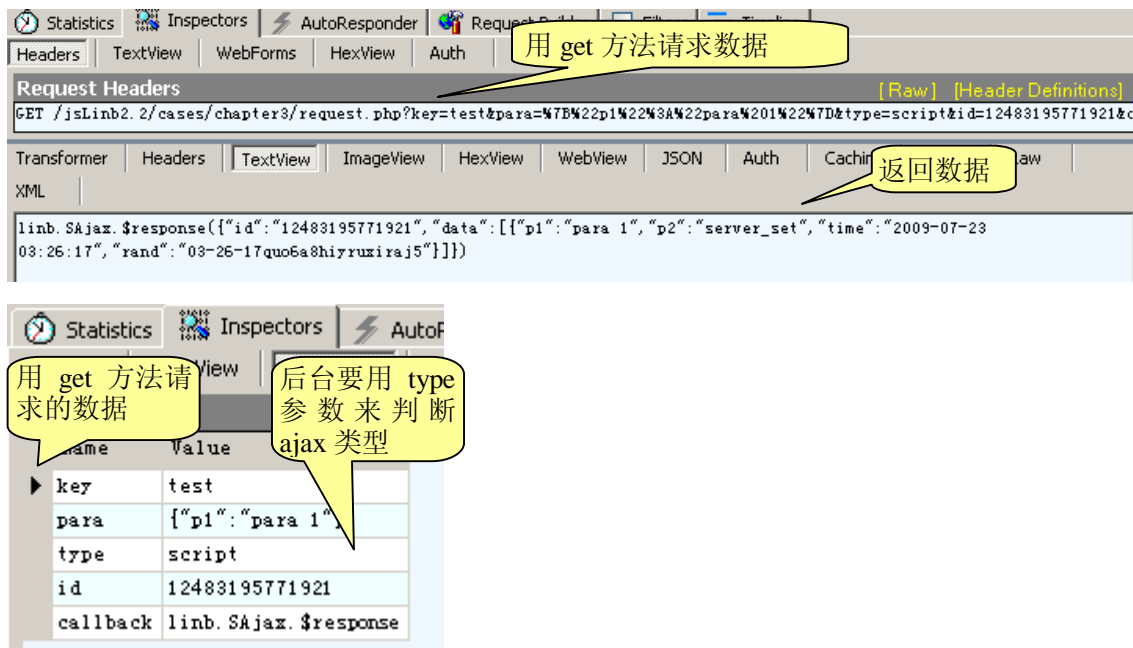 Statistics Inspectors AutoResponder Request Builder
用 get 方法请求数据
Headers TextView WebForms HexView Auth
Request Headers [Raw] [Header Definitions]
GET /jsLinb2.2/cases/chapter3/request.php?key=test&para=%7B%22p1%22%3A%22para%201%22%7D&type=script&id=12483195771921&c
Transformer Headers TextView ImageView HexView WebView JSON Auth Caching
返回数据
XML
linb.SAjax.$response({"id":"12483195771921","data":[{"p1":"para 1","p2":"server_set","time":"2009-07-23
03:26:17","rand":"03-26-17quo6a8hiyruxiraj5"}]})
Statistics Inspectors AutoR
用 get 方法请
求的数据
View
后台要用 type
参数来判断
ajax 类型
Name Value
key test
para {"p1":"para 1"
type script
id 12483195771921
callback linb.SAjax.$response